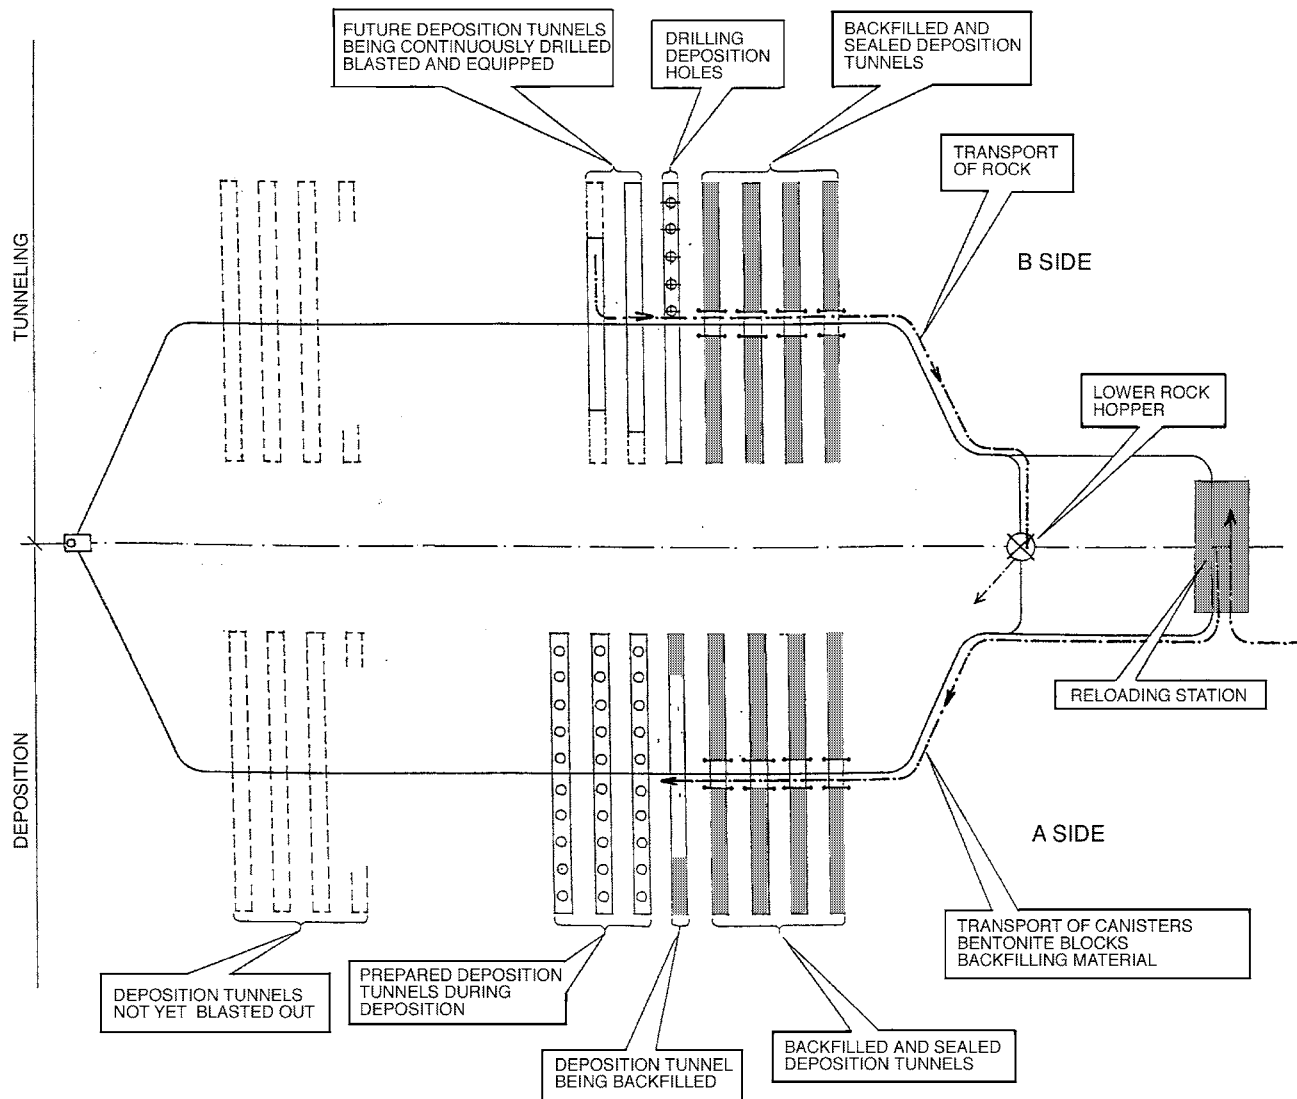 FUTURE DEPOSITION TUNNELS
BEING CONTINUOUSLY DRILLED
BLASTED AND EQUIPPED
DRILLING
DEPOSITION
HOLES
BACKFILLED AND
SEALED DEPOSITION
TUNNELS
TRANSPORT
OF ROCK
B SIDE
TUNNELING
LOWER ROCK
HOPPER
RELOADING STATION
DEPOSITION
A SIDE
TRANSPORT OF CANISTERS
BENTONITE BLOCKS
BACKFILLING MATERIAL
PREPARED DEPOSITION
TUNNELS DURING
DEPOSITION
DEPOSITION TUNNELS
NOT YET BLASTED OUT
BACKFILLED AND SEALED
DEPOSITION TUNNELS
DEPOSITION TUNNEL
BEING BACKFILLED